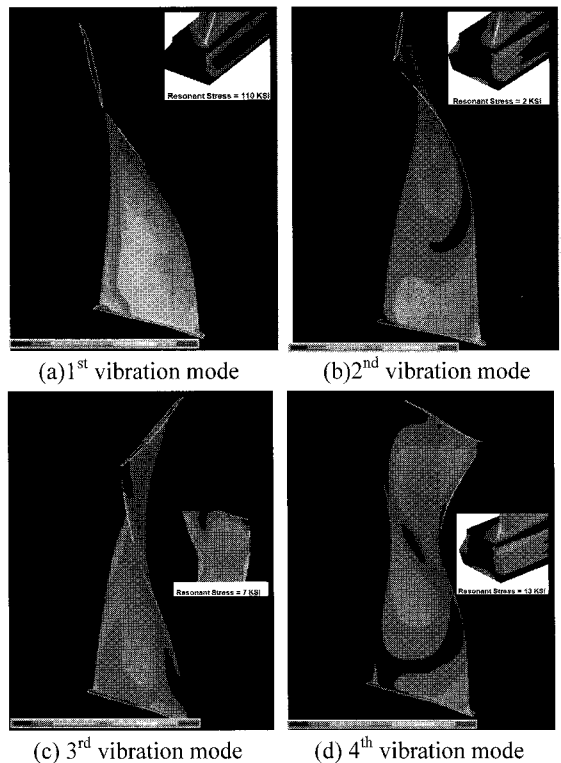 Resonant Stress = 110 KSI
Resonant Stress = 2 KSI
(a)1st vibration mode
(b)2nd vibration mode
Resonant Stress = 7 KSI
Resonant Stress = 13 KSI
(c) 3rd vibration mode
(d) 4th vibration mode